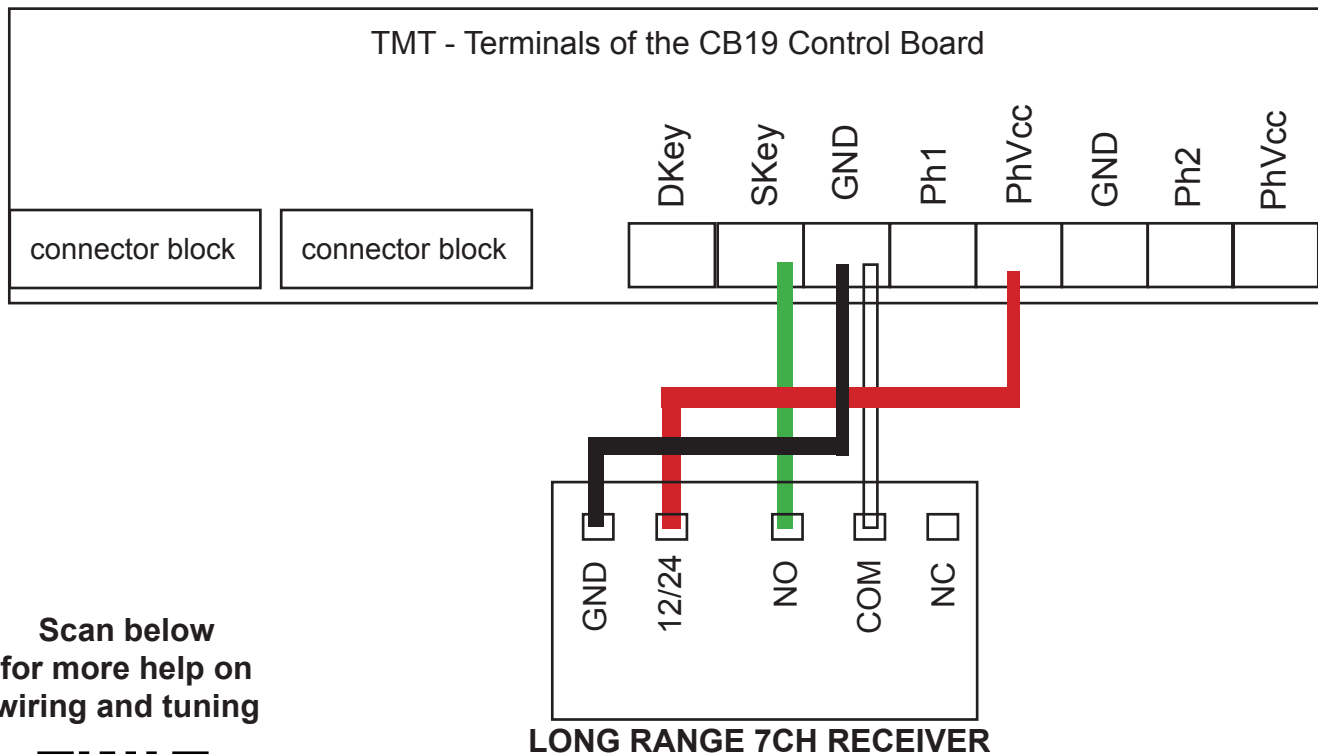 TMT - Terminals of the CB19 Control Board
DKey
SKey
GND
Ph1
PhVcc
GND
Ph2
PhVcc
connector block
connector block
GND
12/24
NO
COM
NC
Scan below
for more help on
wiring and tuning
LONG RANGE 7CH RECEIVER